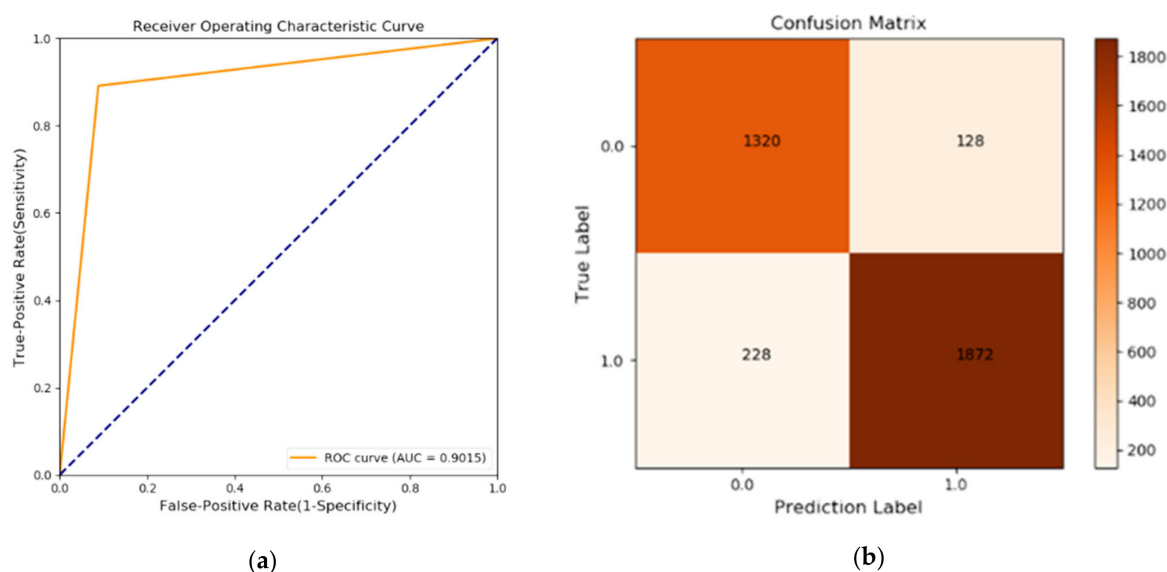 Receiver Operating Characteristic Curve
True-Positive Rate(Sensitivity)
1.0
0.8
0.6
0.4
0.2
0.0
ROC curve (AUC = 0.9015)
0.0 0.2 0.4 0.6 0.8 1.0
False-Positive Rate(1-Specificity)
(a)
Confusion Matrix
True Label
0.0
1320 128
1.0
228 1872
0.0 1.0
Prediction Label
1800
1600
1400
1200
1000
800
600
400
200
(b)